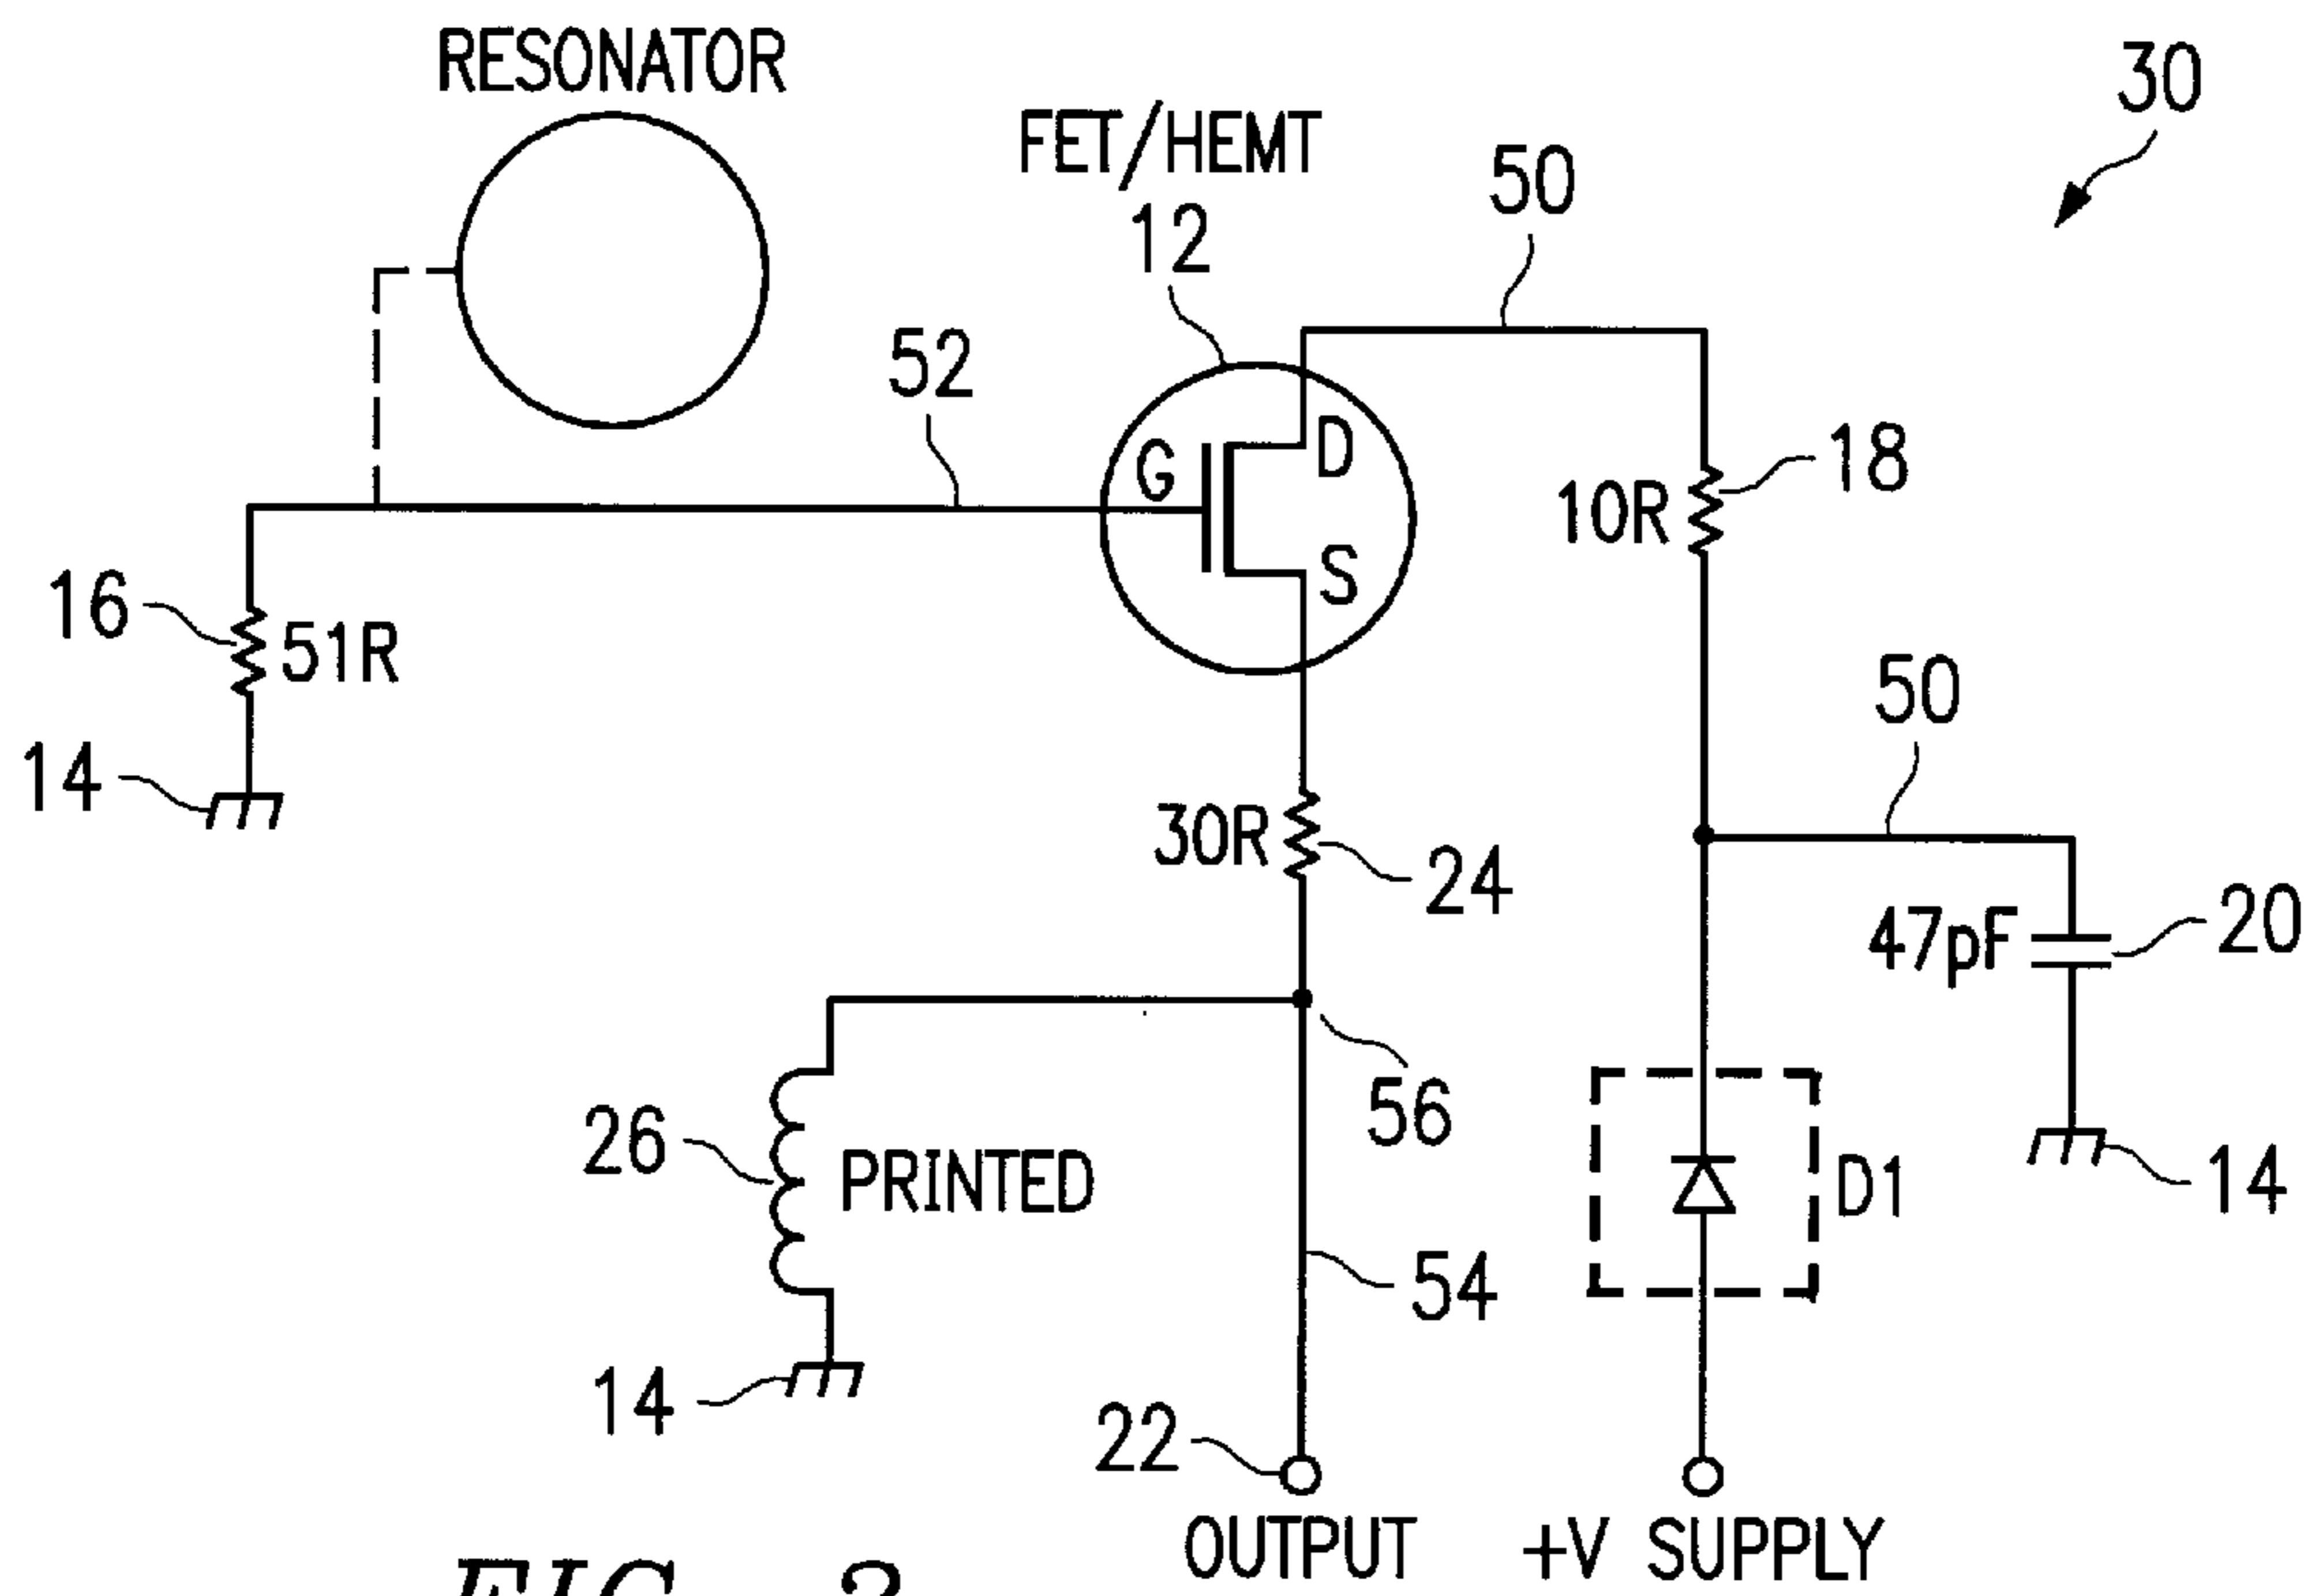 RESONATOR
30
FET/HEMT
12
50
52
G
D
S
18
10R
16
51R
14
50
30R
24
47pF
20
56
26
PRINTED
D1
14
54
14
22
OUTPUT
+V SUPPLY